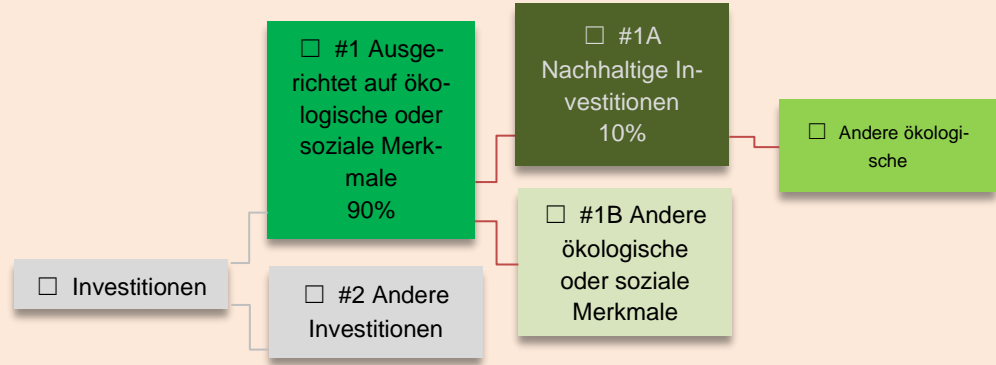 ☐ #1 Ausge-
richtet auf öko-
logische oder
soziale Merk-
male
90%
☐ #1A
Nachhaltige In-
vestitionen
10%
☐ Andere ökologi-
sche
☐ #1B Andere
ökologische
oder soziale
Merkmale
☐ Investitionen
☐ #2 Andere
Investitionen